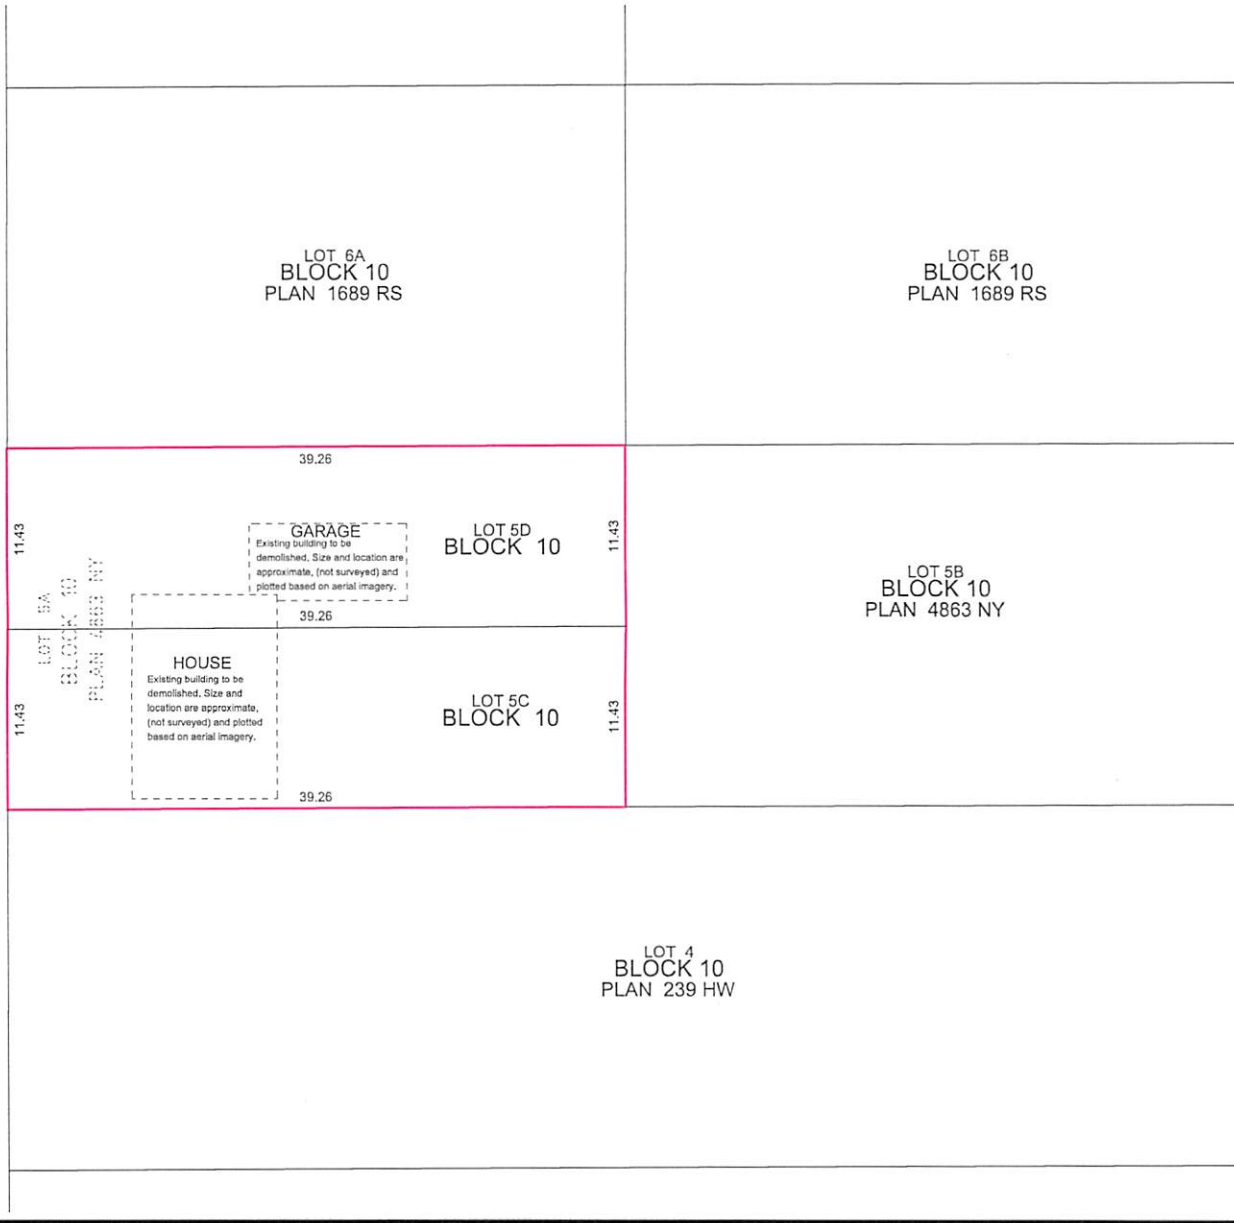 LOT 6A
BLOCK 10
PLAN 1689 RS
LOT 6B
BLOCK 10
PLAN 1689 RS
39.26
11.43
GARAGE
Existing building to be
demolished. Size and location are
approximate, (not surveyed) and
plotted based on aerial imagery.
LOT 5D
BLOCK 10
11.43
39.26
LOT 5A
BLOCK 10
PLAN 4863 NY
LOT 5B
BLOCK 10
PLAN 4863 NY
11.43
HOUSE
Existing building to be
demolished. Size and
location are approximate,
(not surveyed) and plotted
based on aerial imagery.
LOT 5C
BLOCK 10
11.43
39.26
LOT 4
BLOCK 10
PLAN 239 HW